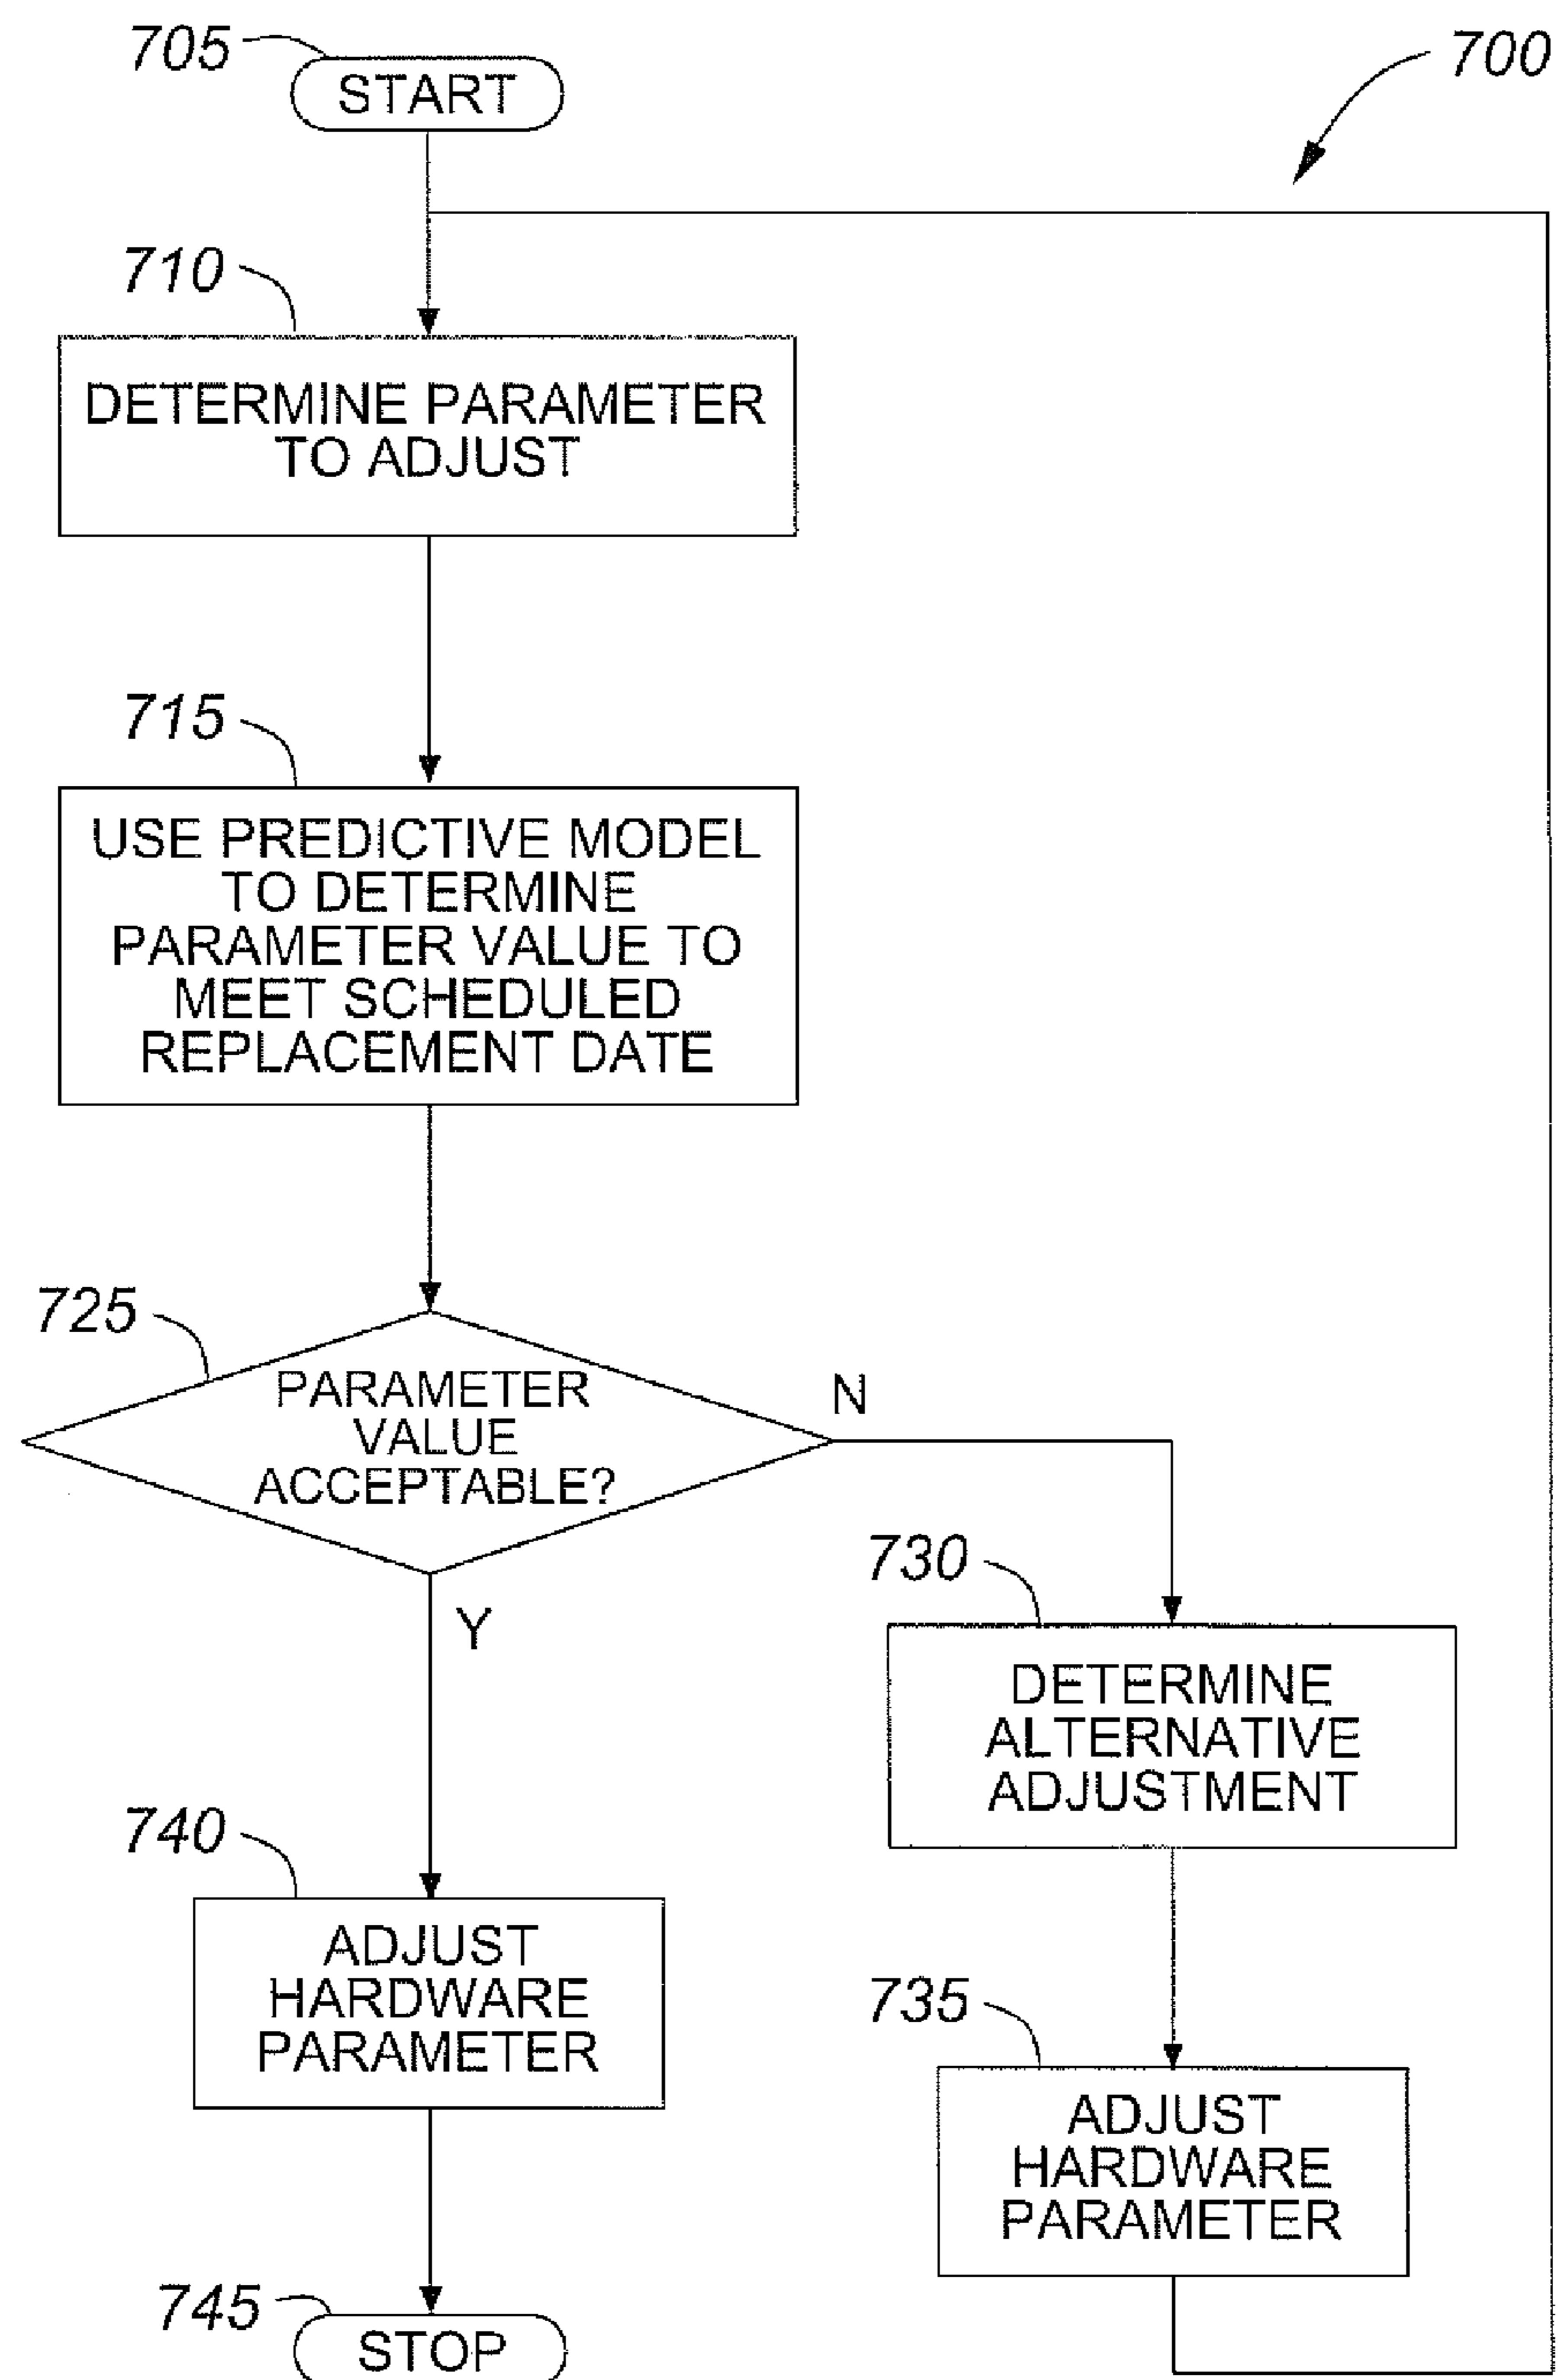 705
START
700
710
DETERMINE PARAMETER
TO ADJUST
715
USE PREDICTIVE MODEL
TO DETERMINE
PARAMETER VALUE TO
MEET SCHEDULED
REPLACEMENT DATE
725
PARAMETER
VALUE
ACCEPTABLE?
N
Y
730
DETERMINE
ALTERNATIVE
ADJUSTMENT
740
ADJUST
HARDWARE
PARAMETER
735
ADJUST
HARDWARE
PARAMETER
745
STOP